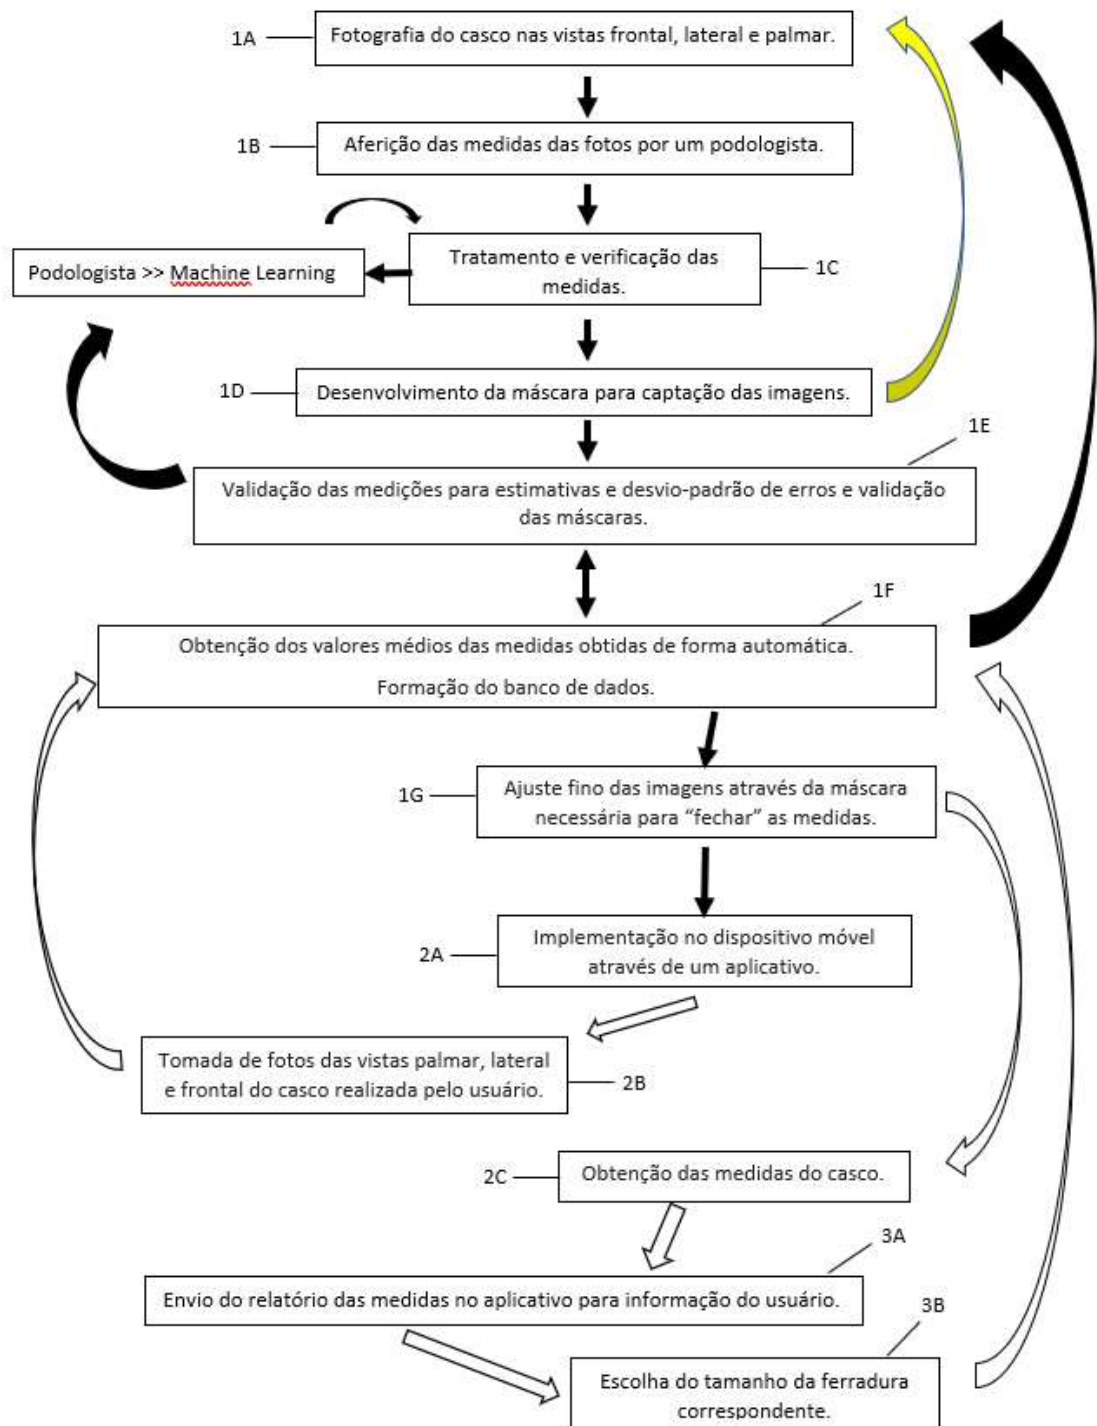 1A
Fotografia do casco nas vistas frontal, lateral e palmar.
1B
Aferição das medidas das fotos por um podologista.
Podologista >> Machine Learning
Tratamento e verificação das
medidas.
1C
1D
Desenvolvimento da máscara para captação das imagens.
1E
Validação das medições para estimativas e desvio-padrão de erros e validação
das máscaras.
1F
Obtenção dos valores médios das medidas obtidas de forma automática.
Formação do banco de dados.
1G
Ajuste fino das imagens através da máscara
necessária para “fechar” as medidas.
2A
Implementação no dispositivo móvel
através de um aplicativo.
Tomada de fotos das vistas palmar, lateral
e frontal do casco realizada pelo usuário.
2B
2C
Obtenção das medidas do casco.
3A
Envio do relatório das medidas no aplicativo para informação do usuário.
3B
Escolha do tamanho da ferradura
correspondente.